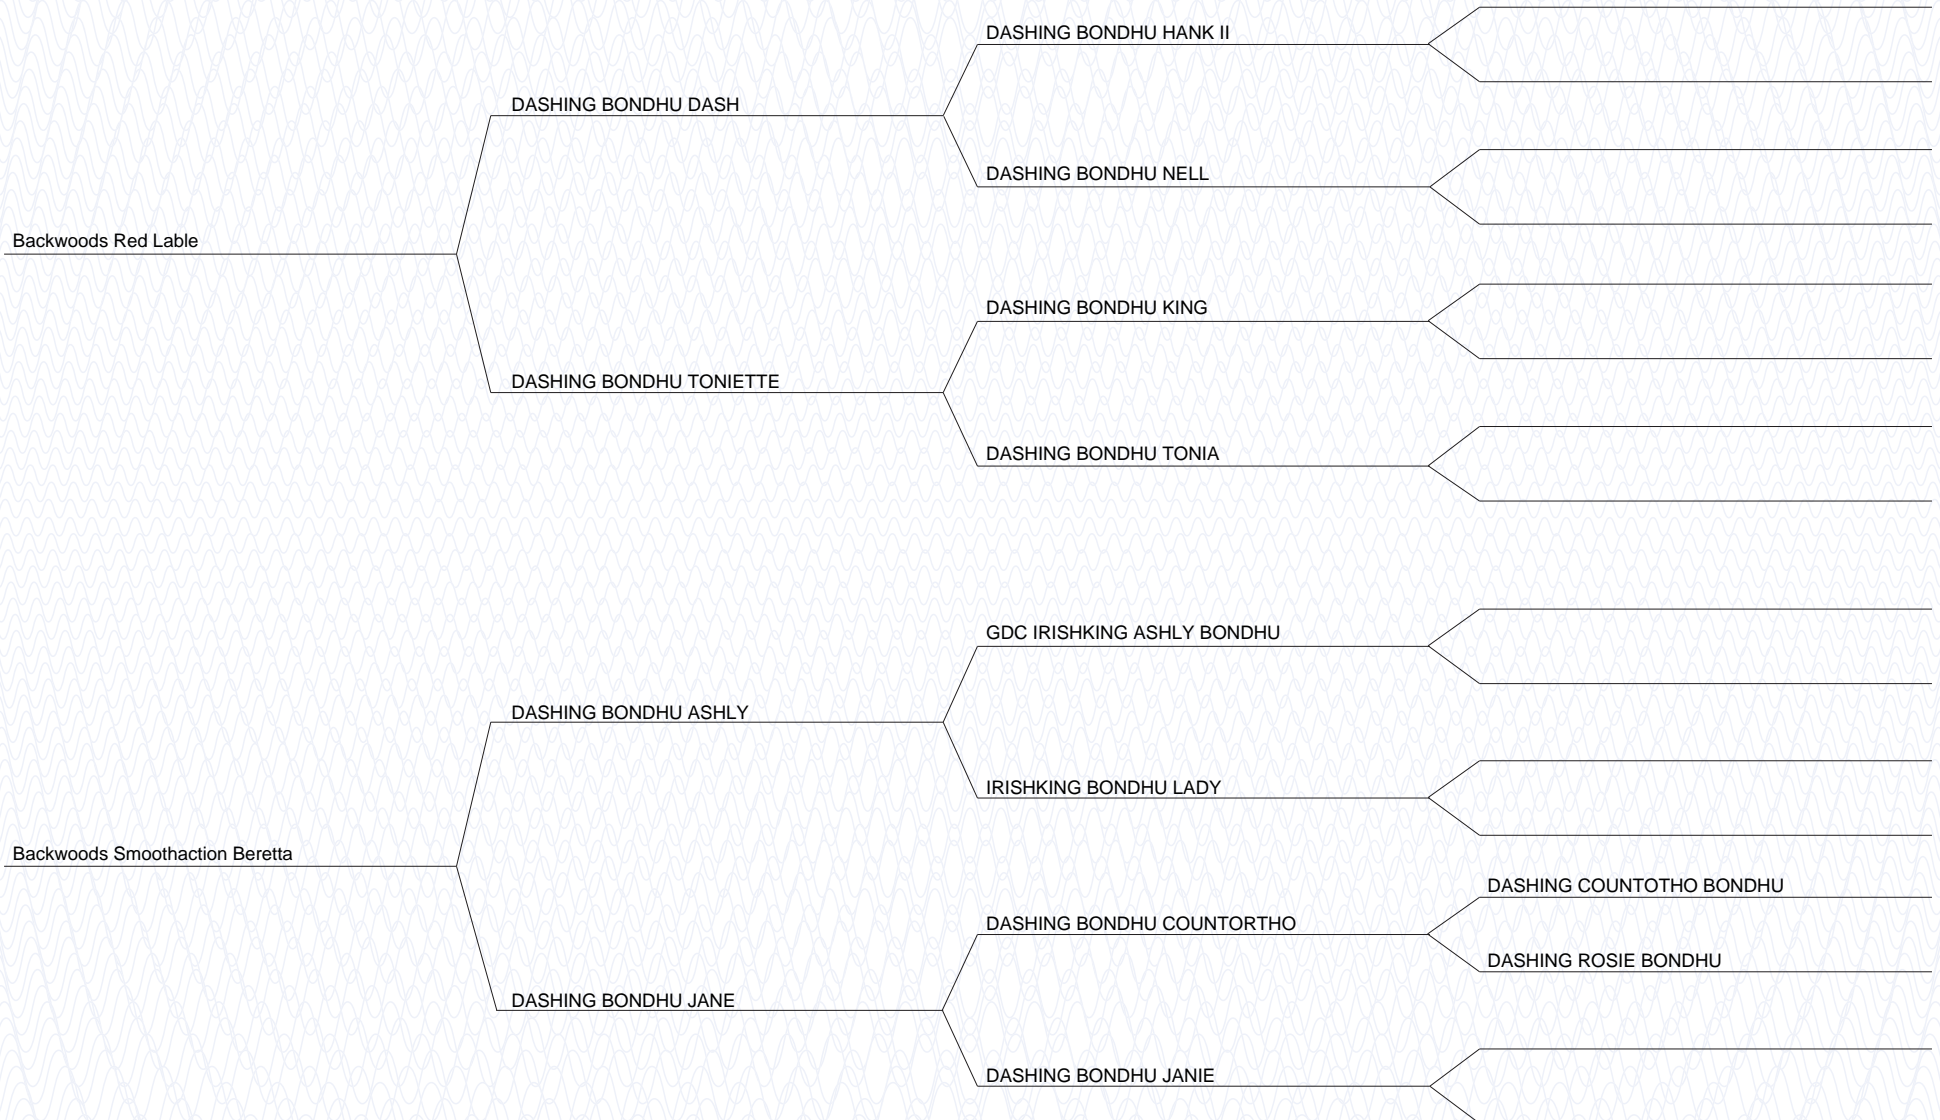 DASHING BONDHU HANK II
DASHING BONDHU DASH
DASHING BONDHU NELL
Backwoods Red Lable
DASHING BONDHU KING
DASHING BONDHU TONIETTE
DASHING BONDHU TONIA
GDC IRISHKING ASHLY BONDHU
DASHING BONDHU ASHLY
IRISHKING BONDHU LADY
Backwoods Smoothaction Beretta
DASHING COUNTOTHO BONDHU
DASHING BONDHU COUNTORTHO
DASHING ROSIE BONDHU
DASHING BONDHU JANE
DASHING BONDHU JANIE